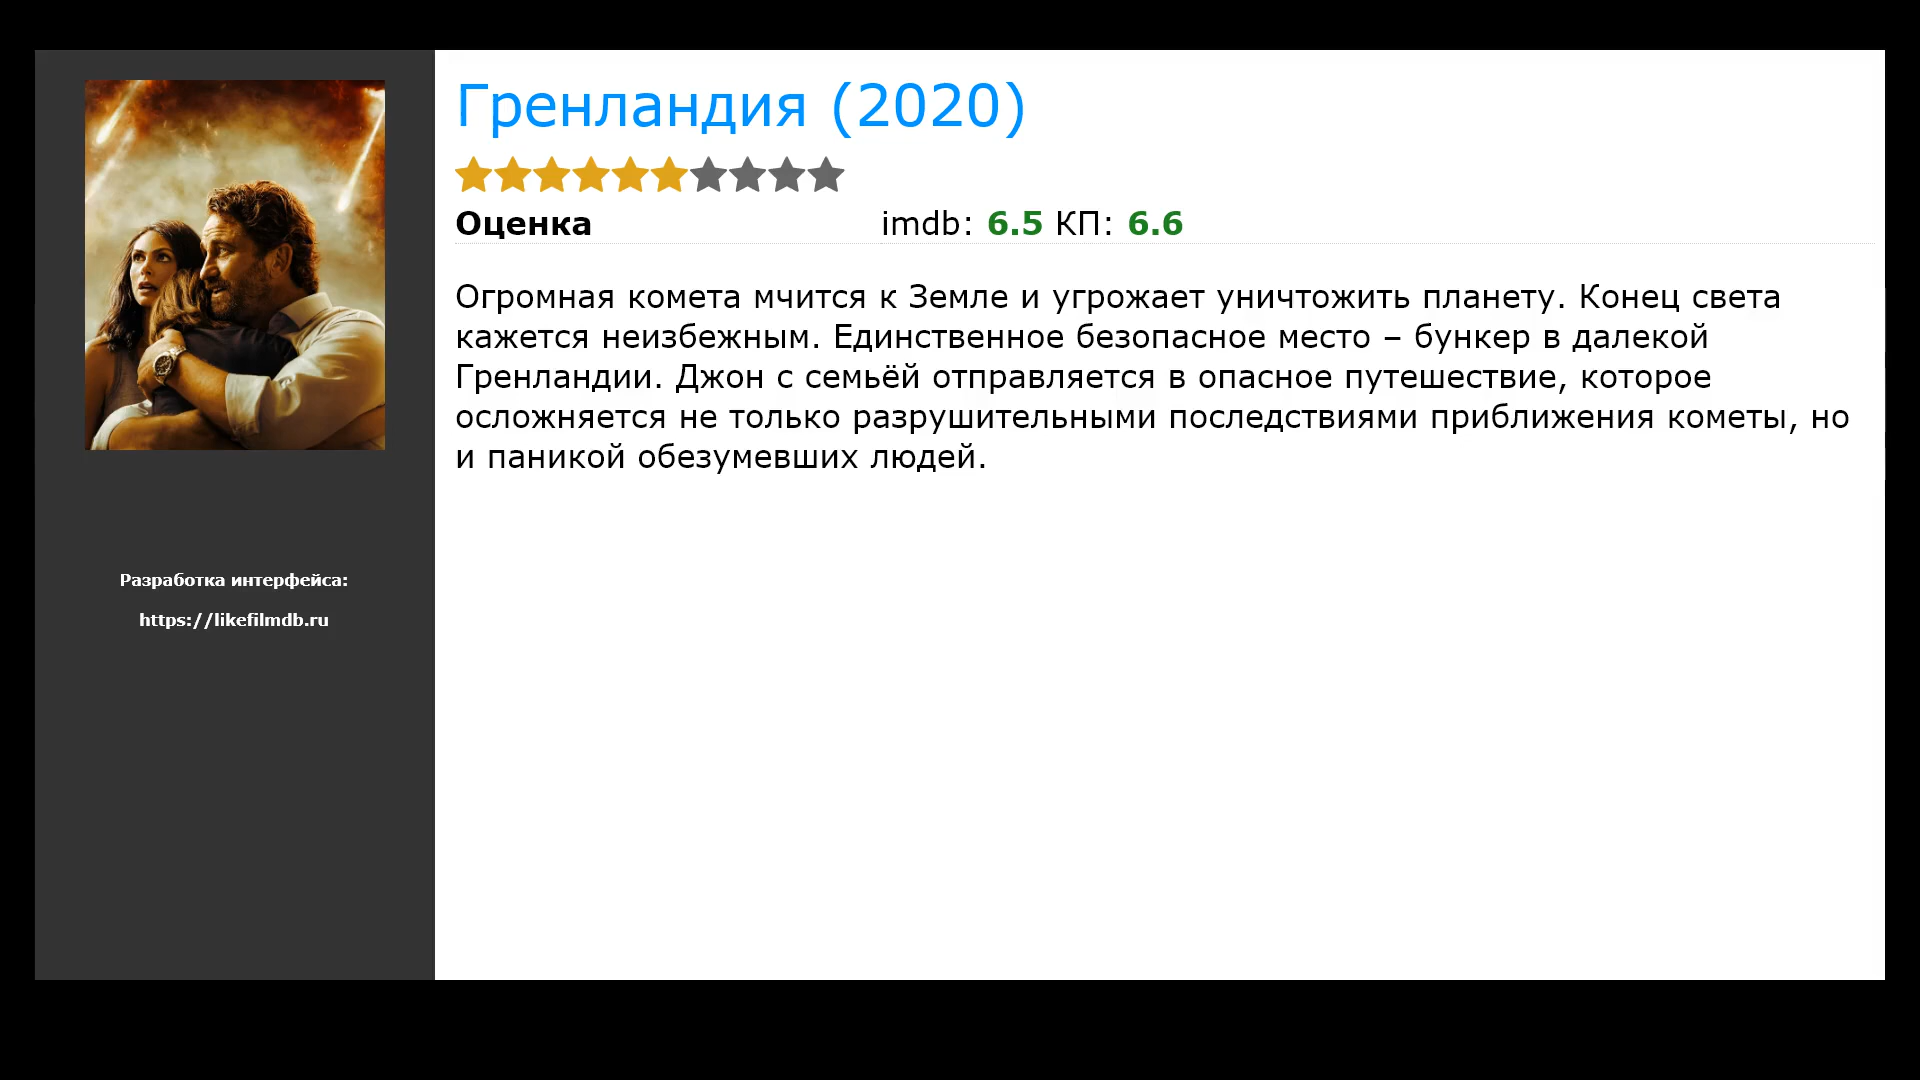 Гренландия (2020)
Оценка imdb: 6.5 КП: 6.6
Огромная комета мчится к Земле и угрожает уничтожить планету. Конец света
кажется неизбежным. Единственное безопасное место – бункер в далекой
Гренландии. Джон с семьёй отправляется в опасное путешествие, которое
осложняется не только разрушительными последствиями приближения кометы, но
и паникой обезумевших людей.
Разработка интерфейса:
https://likefilmdb.ru